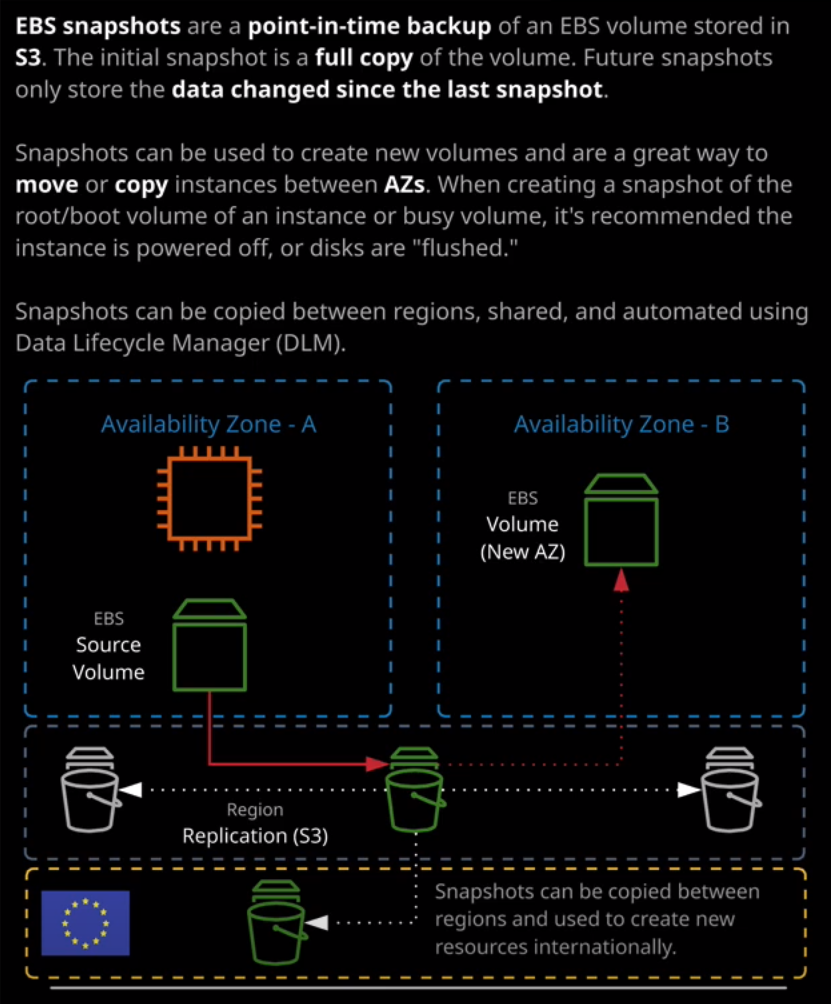 EBS snapshots are a point-in-time backup of an EBS volume stored in
S3. The initial snapshot is a full copy of the volume. Future snapshots
only store the data changed since the last snapshot.
Snapshots can be used to create new volumes and are a great way to
move or copy instances between AZs. When creating a snapshot of the
root/boot volume of an instance or busy volume, it's recommended the
instance is powered off, or disks are "flushed."
Snapshots can be copied between regions, shared, and automated using
Data Lifecycle Manager (DLM).
Availability Zone - A
Availability Zone - B
EBS
Volume
(New AZ)
EBS
Source
Volume
Region
Replication (S3)
Snapshots can be copied between
regions and used to create new
resources internationally.